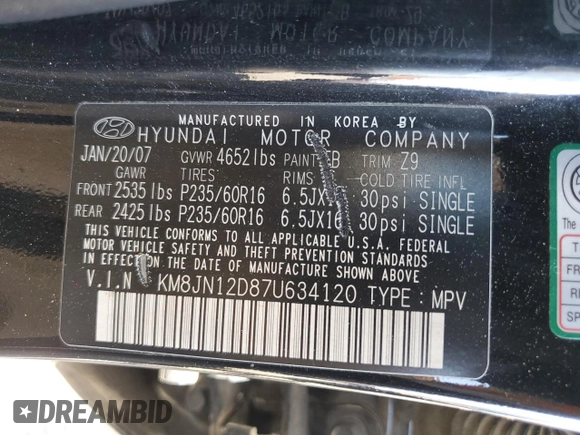 MANUFACTURED IN KOREA BY
HYUNDAI MOTOR COMPANY
JAN/20/07 GVWR 4652lbs PAINT EB TRIM Z9
GAWR TIRES RIMS COLD TIRE INFL
FRONT 2535lbs P235/60R16 6.5JX16 30psi SINGLE
REAR 2425lbs P235/60R16 6.5JX16 30psi SINGLE
THIS VEHICLE CONFORMS TO ALL APPLICABLE U.S.A. FEDERAL
MOTOR VEHICLE SAFETY AND THEFT PREVENTION STANDARDS
IN EFFECT ON THE DATE OF MANUFACTURE SHOWN ABOVE.
V.I.N KM8JN12D87U634120 TYPE: MPV
DREAMBID